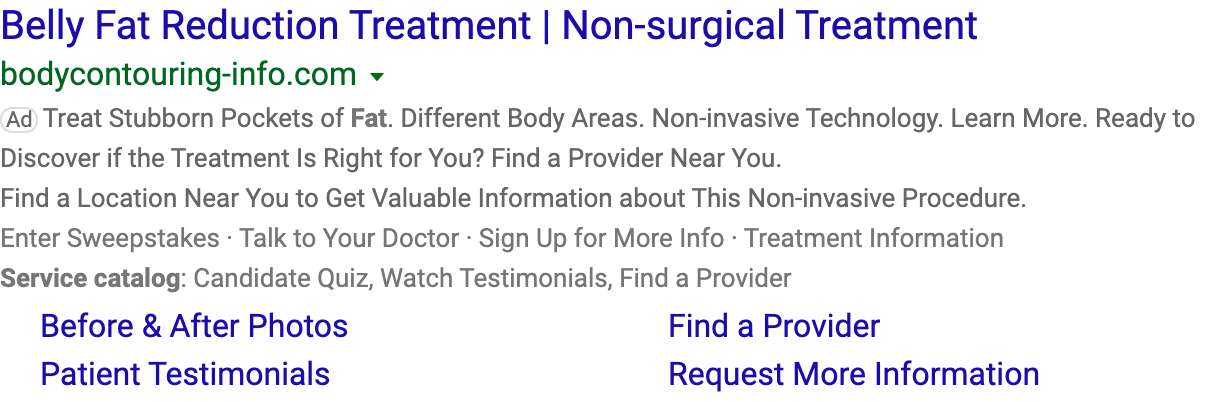 Belly Fat Reduction Treatment | Non-surgical Treatment
bodycontouring-info.com
Ad Treat Stubborn Pockets of Fat. Different Body Areas. Non-invasive Technology. Learn More. Ready to
Discover if the Treatment Is Right for You? Find a Provider Near You.
Find a Location Near You to Get Valuable Information about This Non-invasive Procedure.
Enter Sweepstakes · Talk to Your Doctor · Sign Up for More Info · Treatment Information
Service catalog: Candidate Quiz, Watch Testimonials, Find a Provider
Before & After Photos Find a Provider
Patient Testimonials Request More Information